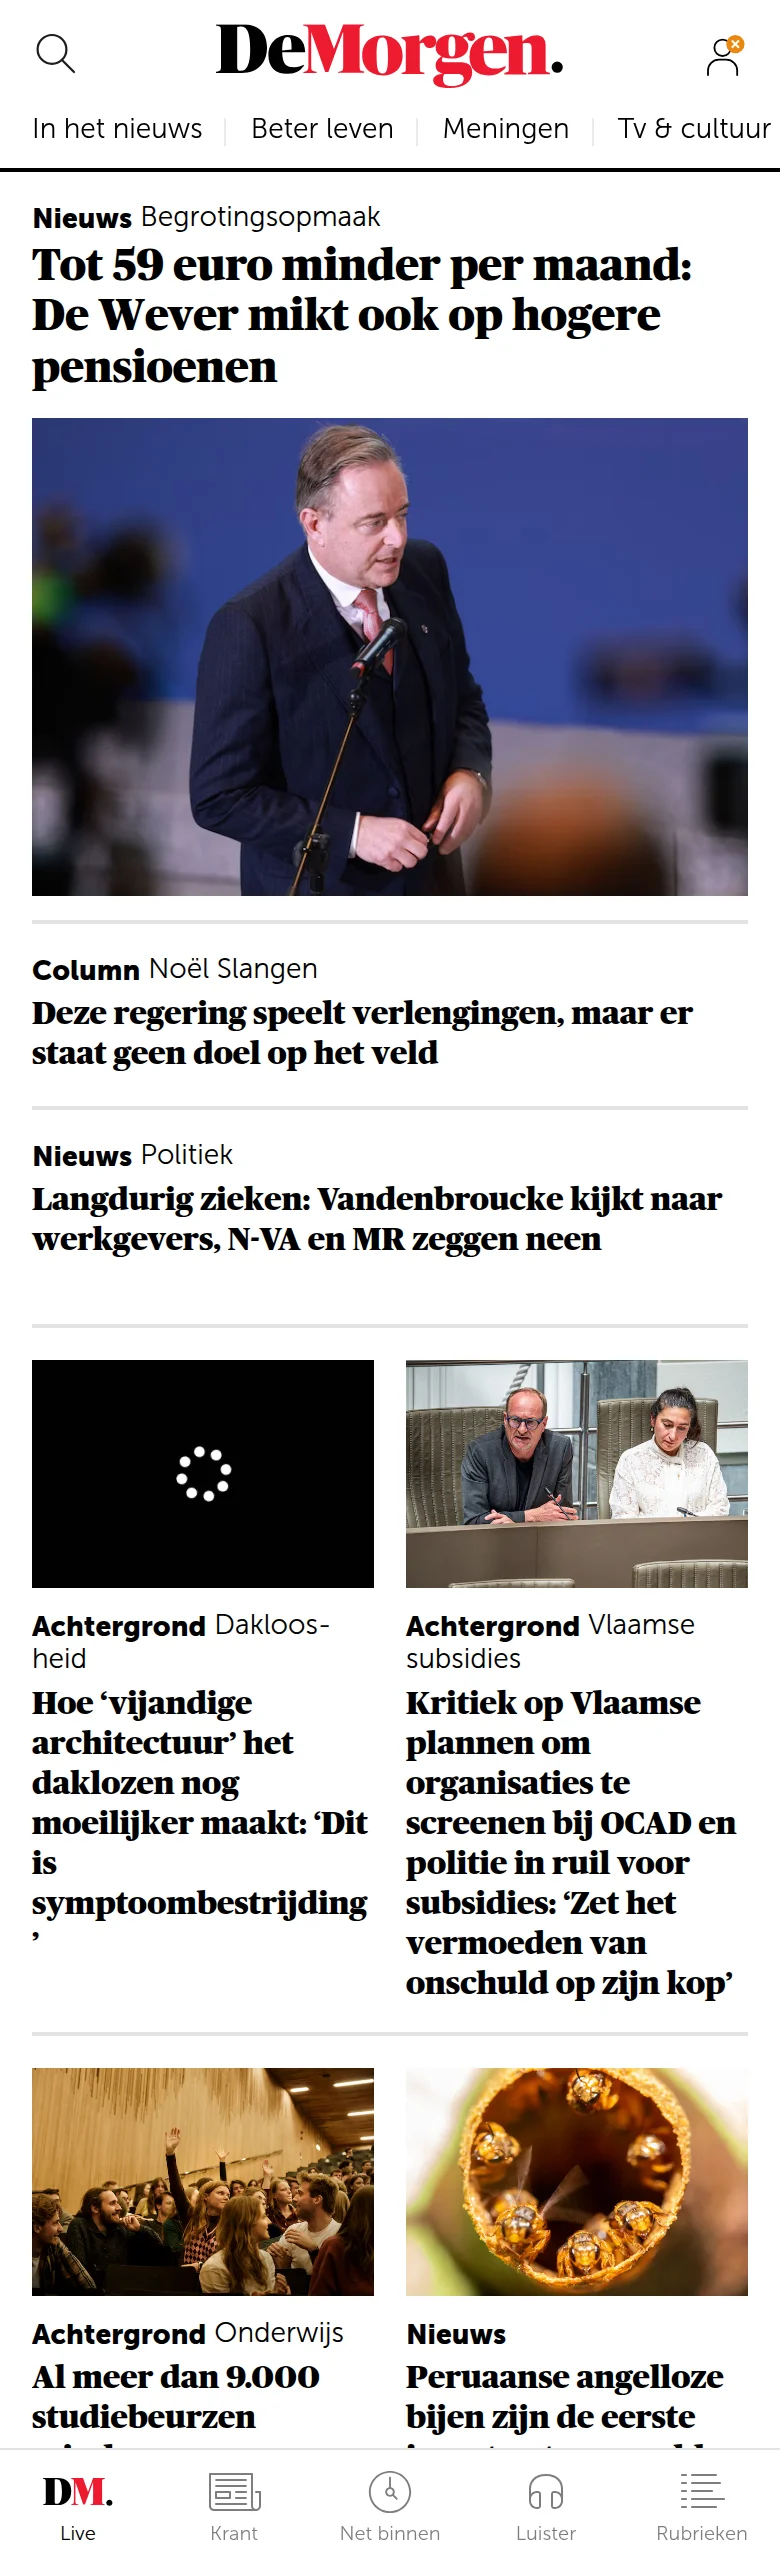 DeMorgen.
In het nieuws
Beter leven
Meningen
Tv & cultuur
Nieuws Begrotingsopmaak
Tot 59 euro minder per maand:
De Wever mikt ook op hogere
pensioenen
Column Noël Slangen
Deze regering speelt verlengingen, maar er
staat geen doel op het veld
Nieuws Politiek
Langdurig zieken: Vandenbroucke kijkt naar
werkgevers, N-VA en MR zeggen neen
Achtergrond Dakloos-
heid
Hoe ‘vijandige
architectuur’ het
daklozen nog
moeilijker maakt: ‘Dit
is
symptoombestrijding
’
Achtergrond Vlaamse
subsidies
Kritiek op Vlaamse
plannen om
organisaties te
screenen bij OCAD en
politie in ruil voor
subsidies: ‘Zet het
vermoeden van
onschuld op zijn kop’
Achtergrond Onderwijs
Al meer dan 9.000
studiebeurzen
Nieuws
Peruaanse angelloze
bijen zijn de eerste
DM.
Live
Krant
Net binnen
Luister
Rubrieken